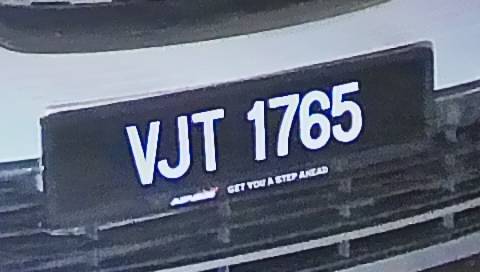 VJT 1765
GET YOU A STEP AHEAD